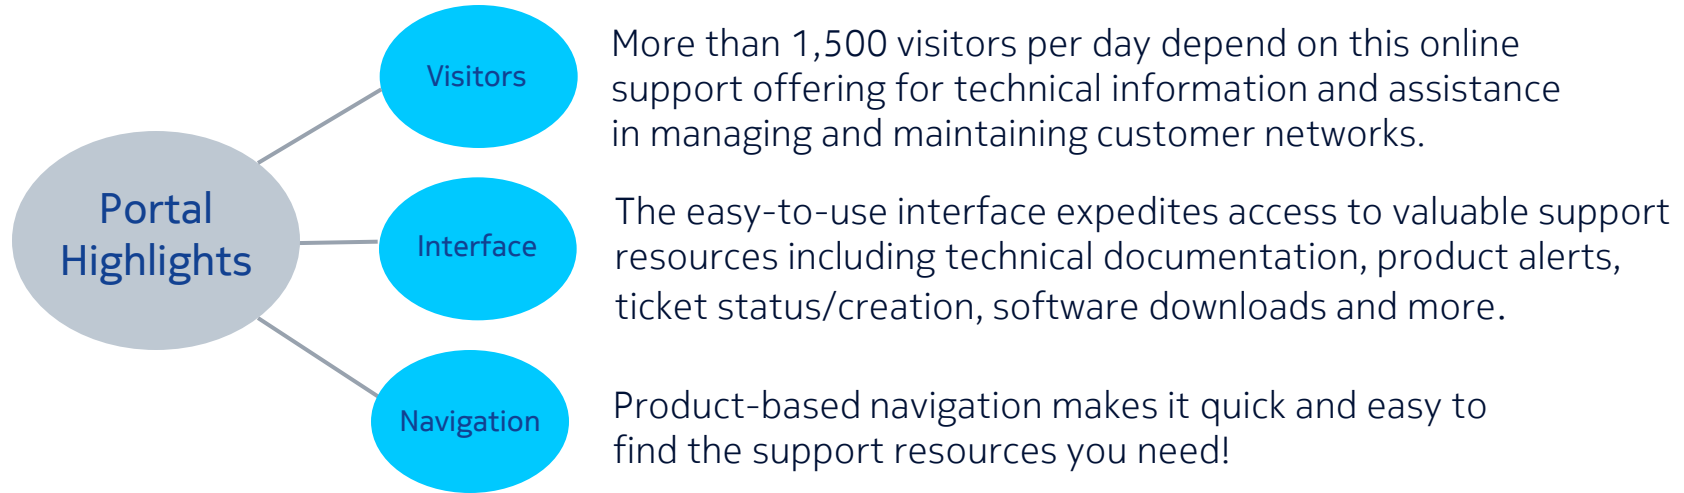 Portal
Highlights
Visitors
More than 1,500 visitors per day depend on this online
support offering for technical information and assistance
in managing and maintaining customer networks.
Interface
The easy-to-use interface expedites access to valuable support
resources including technical documentation, product alerts,
ticket status/creation, software downloads and more.
Navigation
Product-based navigation makes it quick and easy to
find the support resources you need!